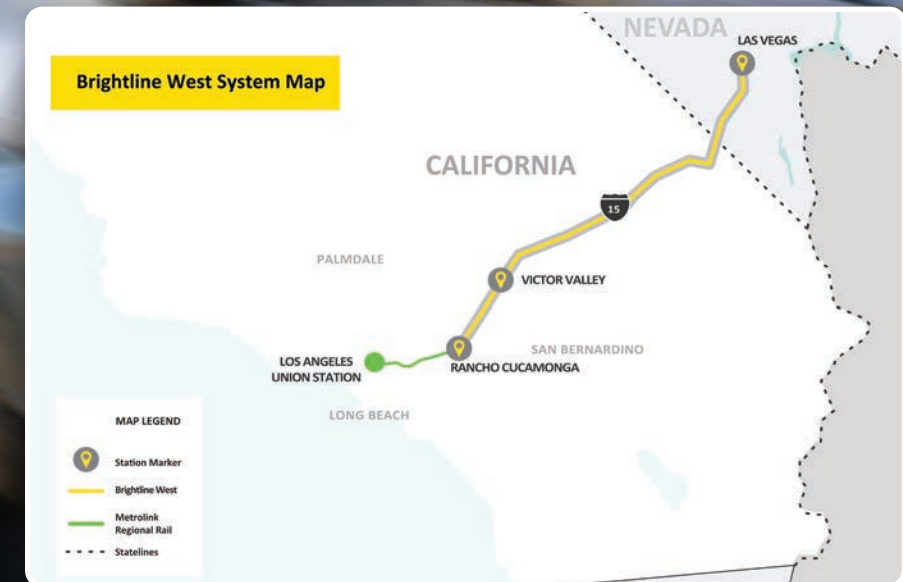 Brightline West System Map
NEVADA
LAS VEGAS
CALIFORNIA
15
PALMDALE
VICTOR VALLEY
LOS ANGELES
UNION STATION
SAN BERNARDINO
RANCHO CUCAMONGA
LONG BEACH
MAP LEGEND
Station Marker
Brightline West
Metrolink
Regional Rail
Statelines